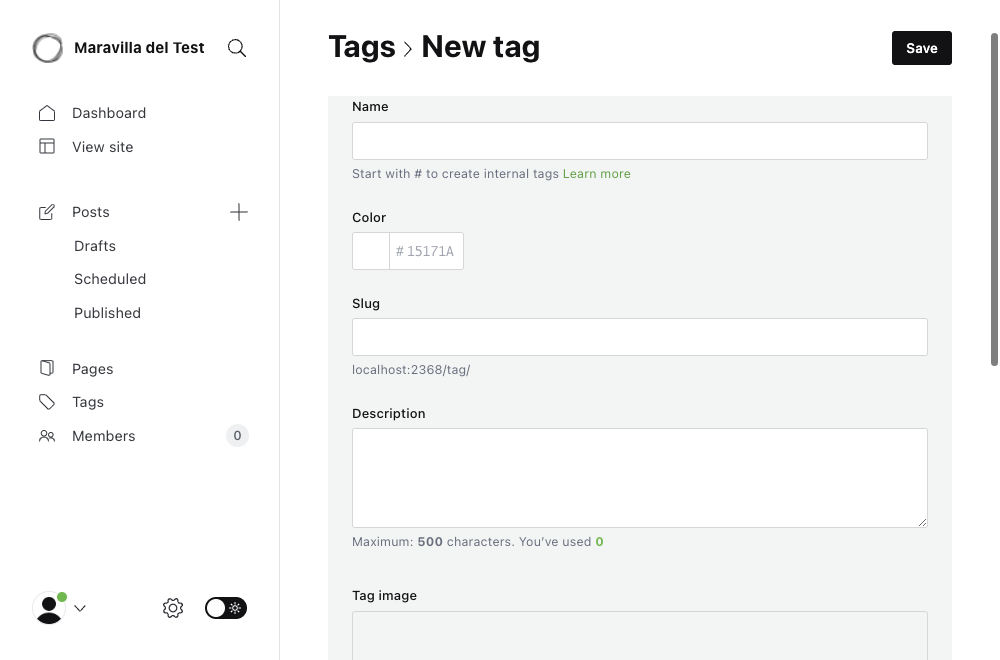 Maravilla del Test
Dashboard
View site
Posts
Drafts
Scheduled
Published
Pages
Tags
Members
0
Tags › New tag
Save
Name
Start with # to create internal tags Learn more
Color
# 15171A
Slug
localhost:2368/tag/
Description
Maximum: 500 characters. You've used 0
Tag image